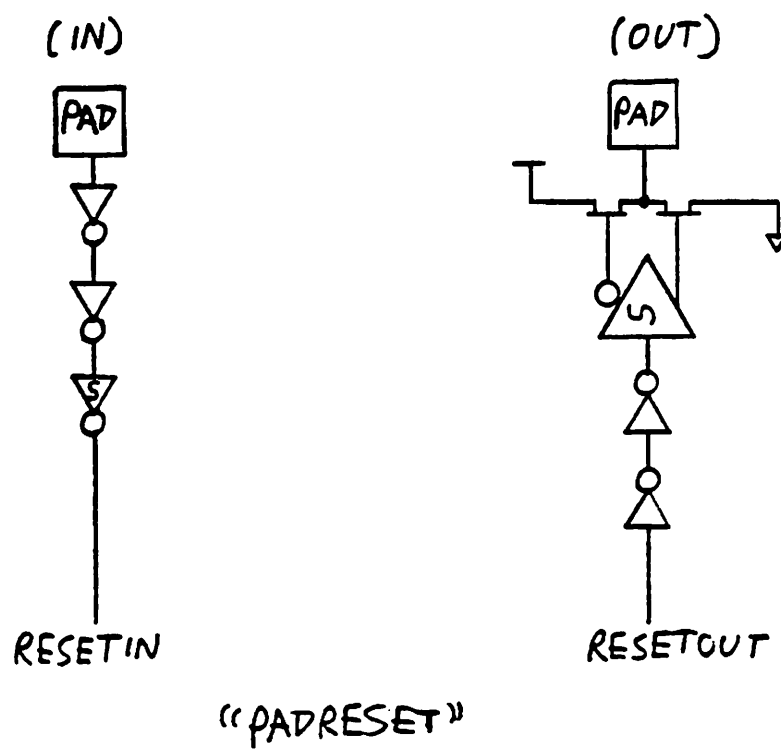 (IN) (OUT)
PAD PAD
S
S
RESETIN RESETOUT
"PADRESET"